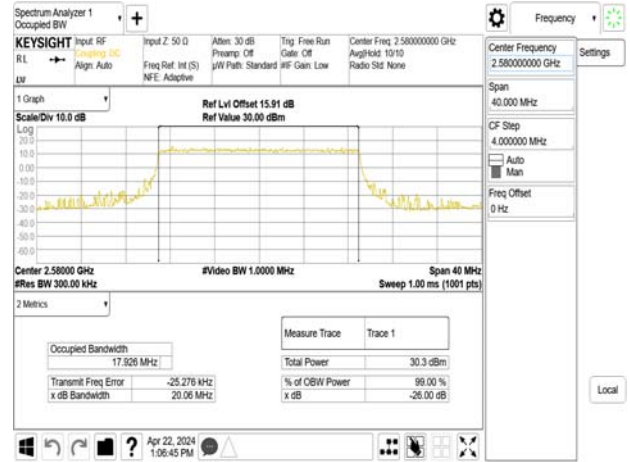 Spectrum Analyzer 1
Occupied BW
+
Frequency
KEYSIGHT
RL
Input: RF
Coupling: DC
Align: Auto
Input Z: 50 Ω
Freq Ref: Int (S)
NFE: Adaptive
Atten: 30 dB
Preamp: Off
µW Path: Standard
Trig: Free Run
Gate: Off
#IF Gain: Low
Center Freq: 2.580000000 GHz
Avg|Hold: 10/10
Radio Std: None
Center Frequency
2.580000000 GHz
Settings
Span
40.000 MHz
CF Step
4.000000 MHz
Auto
Man
Freq Offset
0 Hz
Local
1 Graph
Scale/Div 10.0 dB
Ref Lvl Offset 15.91 dB
Ref Value 30.00 dBm
Log
20.0
10.0
0.00
-10.0
-20.0
-30.0
-40.0
-50.0
-60.0
Center 2.58000 GHz
#Video BW 1.0000 MHz
Span 40 MHz
#Res BW 300.00 kHz
Sweep 1.00 ms (1001 pts)
2 Metrics
Measure Trace Trace 1
Occupied Bandwidth
17.926 MHz
Total Power 30.3 dBm
Transmit Freq Error -25.276 kHz
% of OBW Power 99.00 %
x dB Bandwidth 20.06 MHz
x dB -26.00 dB
?
Apr 22, 2024
1:06:45 PM